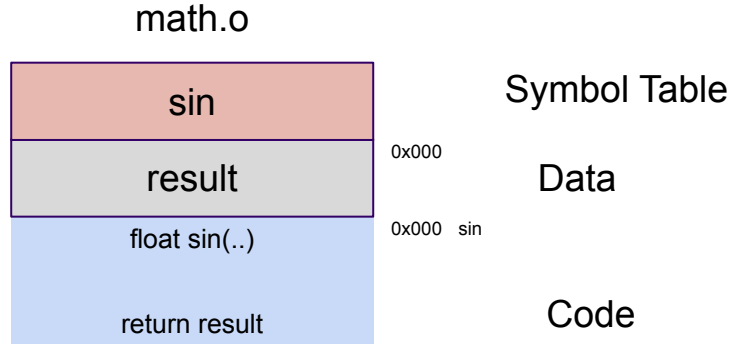 math.o
sin
Symbol Table
0x000
result
Data
float sin(..)
0x000 sin
return result
Code